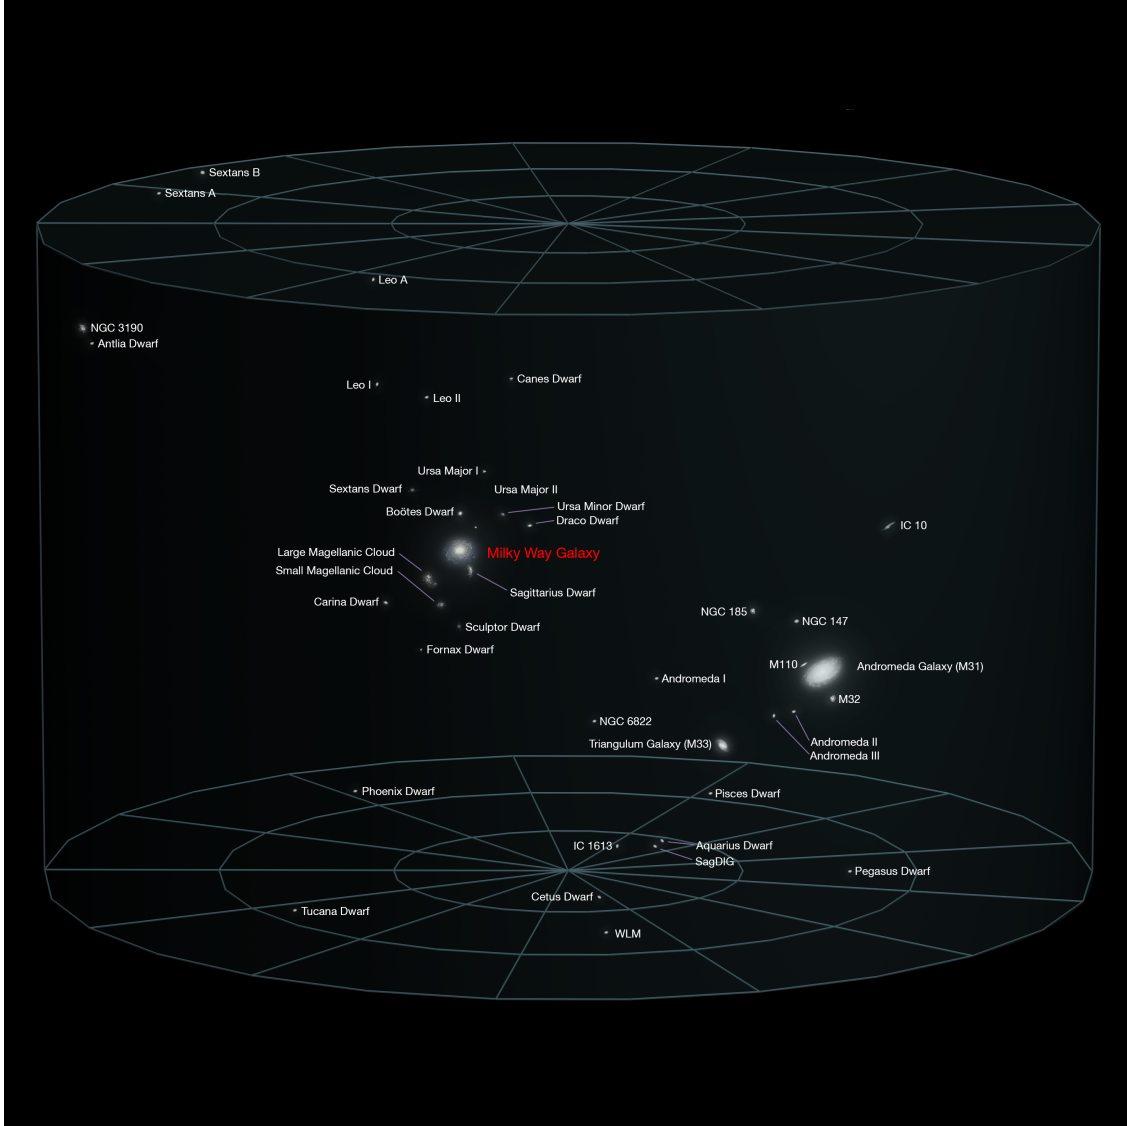 Sextans B
Sextans A
Leo A
NGC 3190
Antlia Dwarf
Canes Dwarf
Leo I
Leo II
Ursa Major I
Sextans Dwarf
Ursa Major II
Ursa Minor Dwarf
Boötes Dwarf
Draco Dwarf
IC 10
Large Magellanic Cloud
Milky Way Galaxy
Small Magellanic Cloud
Sagittarius Dwarf
Carina Dwarf
NGC 185
NGC 147
Sculptor Dwarf
Fornax Dwarf
M110
Andromeda Galaxy (M31)
Andromeda I
M32
NGC 6822
Triangulum Galaxy (M33)
Andromeda II
Andromeda III
Phoenix Dwarf
Pisces Dwarf
IC 1613
Aquarius Dwarf
SagDIG
Pegasus Dwarf
Cetus Dwarf
Tucana Dwarf
WLM